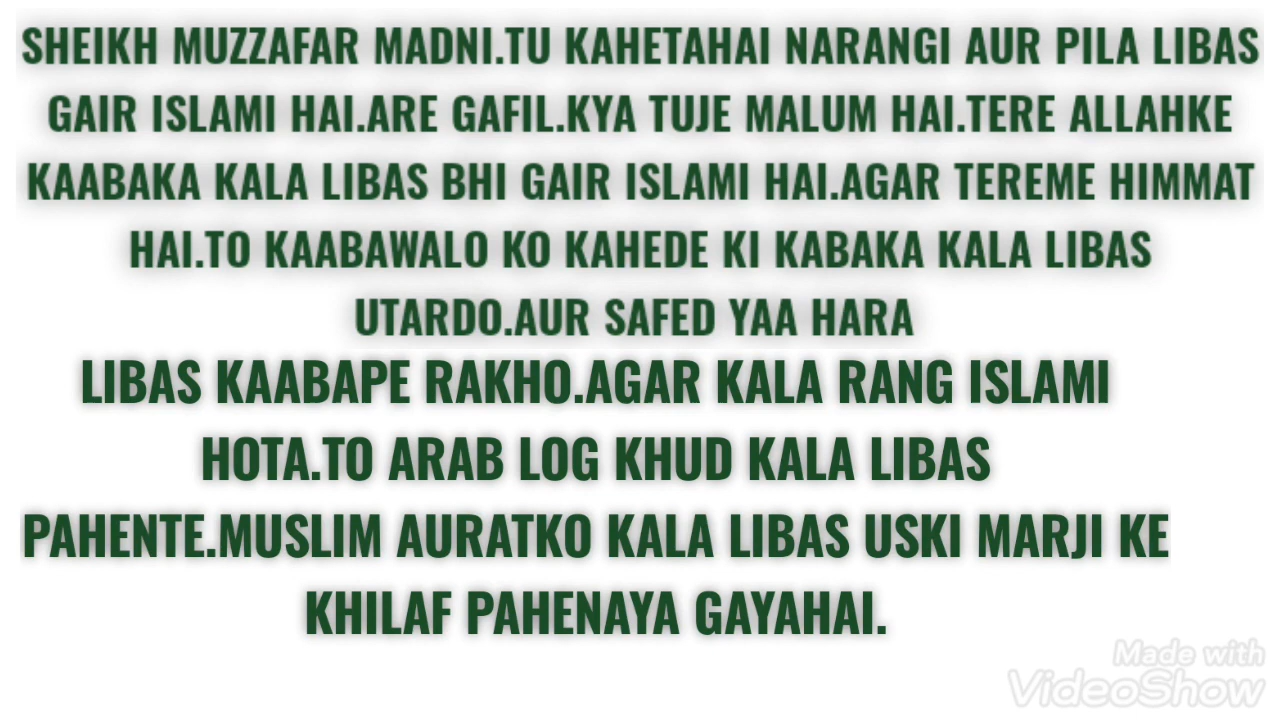 SHEIKH MUZZAFAR MADNI.TU KAHETAHAI NARANGI AUR PILA LIBAS
GAIR ISLAMI HAI.ARE GAFIL.KYA TUJE MALUM HAI.TERE ALLAHKE
KAABAKA KALA LIBAS BHI GAIR ISLAMI HAI.AGAR TEREME HIMMAT
HAI.TO KAABAWALO KO KAHEDE KI KABAKA KALA LIBAS
UTARDO.AUR SAFED YAA HARA
LIBAS KAABAPE RAKHO.AGAR KALA RANG ISLAMI
HOTA.TO ARAB LOG KHUD KALA LIBAS
PAHENTE.MUSLIM AURATKO KALA LIBAS USKI MARJI KE
KHILAF PAHENAYA GAYAHAI.
Made with
VideoShow